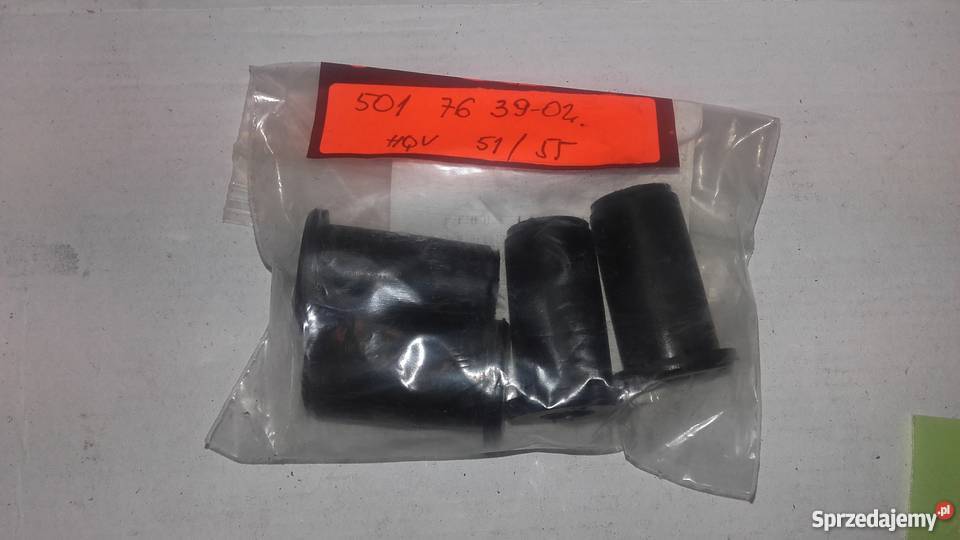 501 76 39-02.
HQV 51/55
Sprzedajemy.pl